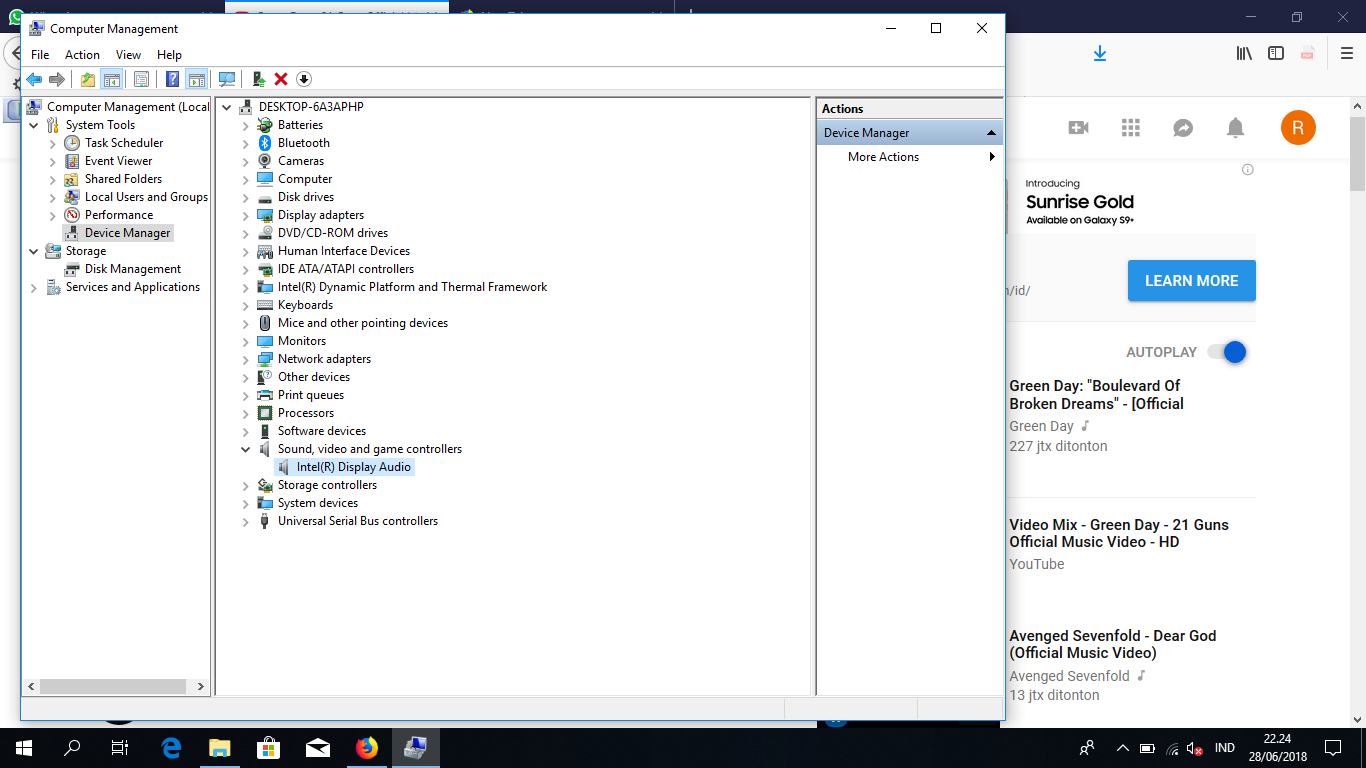 Computer Management
File Action View Help
Computer Management (Local
System Tools
Task Scheduler
Event Viewer
Shared Folders
Local Users and Groups
Performance
Device Manager
Storage
Disk Management
Services and Applications
DESKTOP-6A3APHP
Batteries
Bluetooth
Cameras
Computer
Disk drives
Display adapters
DVD/CD-ROM drives
Human Interface Devices
IDE ATA/ATAPI controllers
Intel(R) Dynamic Platform and Thermal Framework
Keyboards
Mice and other pointing devices
Monitors
Network adapters
Other devices
Print queues
Processors
Software devices
Sound, video and game controllers
Intel(R) Display Audio
Storage controllers
System devices
Universal Serial Bus controllers
Actions
Device Manager
More Actions
R
Introducing
Sunrise Gold
Available on Galaxy S9+
/id/
LEARN MORE
AUTOPLAY
Green Day: "Boulevard Of
Broken Dreams" - [Official
Green Day
227 jtx ditonton
Video Mix - Green Day - 21 Guns
Official Music Video - HD
YouTube
Avenged Sevenfold - Dear God
(Official Music Video)
Avenged Sevenfold
13 jtx ditonton
IND
22.24
28/06/2018